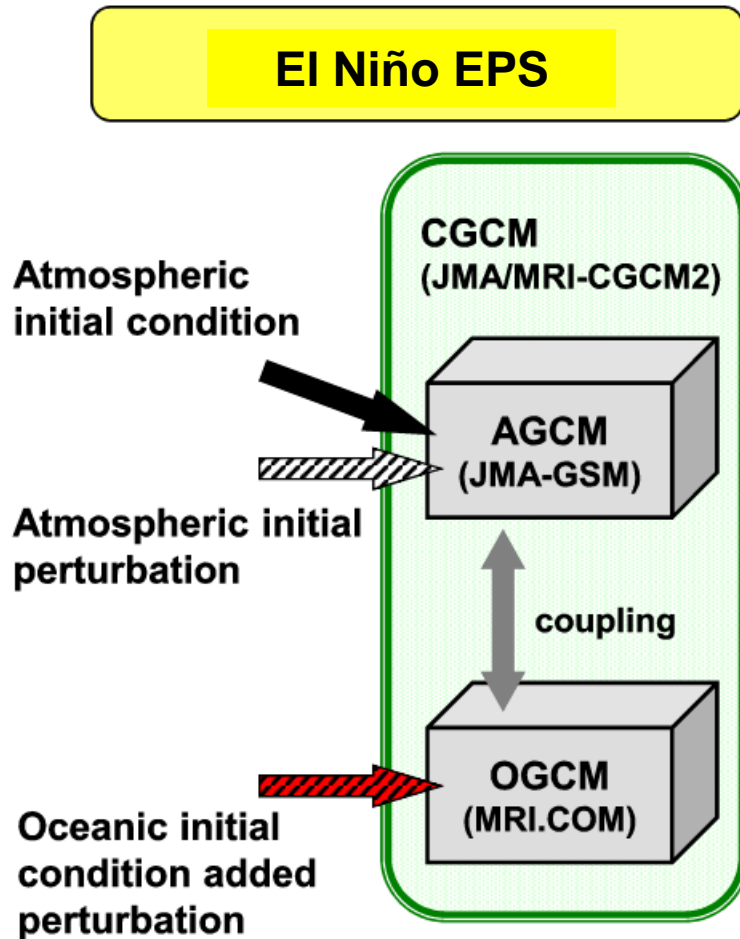 El Niño EPS
CGCM
(JMA/MRI-CGCM2)
Atmospheric
initial condition
AGCM
(JMA-GSM)
Atmospheric initial
perturbation
coupling
OGCM
(MRI.COM)
Oceanic initial
condition added
perturbation